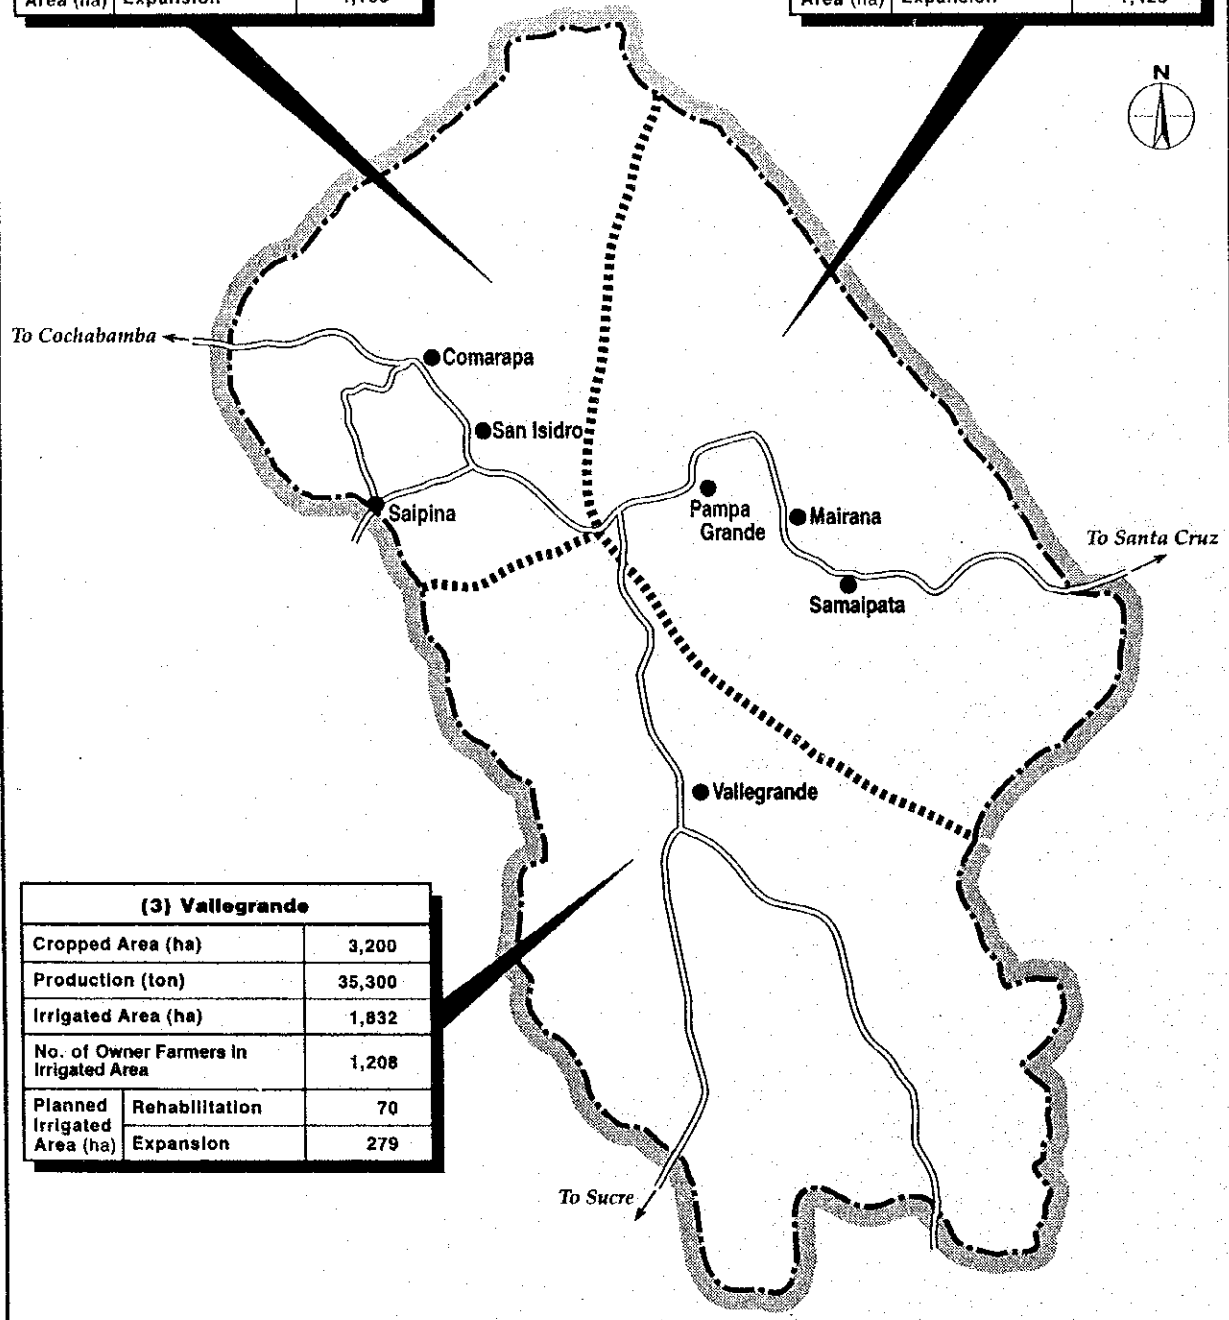 Area (ha) Expansion
Area (ha) Expansion
N
To Cochabamba
Comarapa
San Isidro
Saipina
Pampa
Grande
Mairana
To Santa Cruz
Samaipata
Vallegrande
(3) Vallegrande
Cropped Area (ha) 3,200
Production (ton) 35,300
Irrigated Area (ha) 1,832
No. of Owner Farmers in
Irrigated Area 1,208
Planned
Irrigated
Area (ha)
Rehabilitation 70
Expansion 279
To Sucre